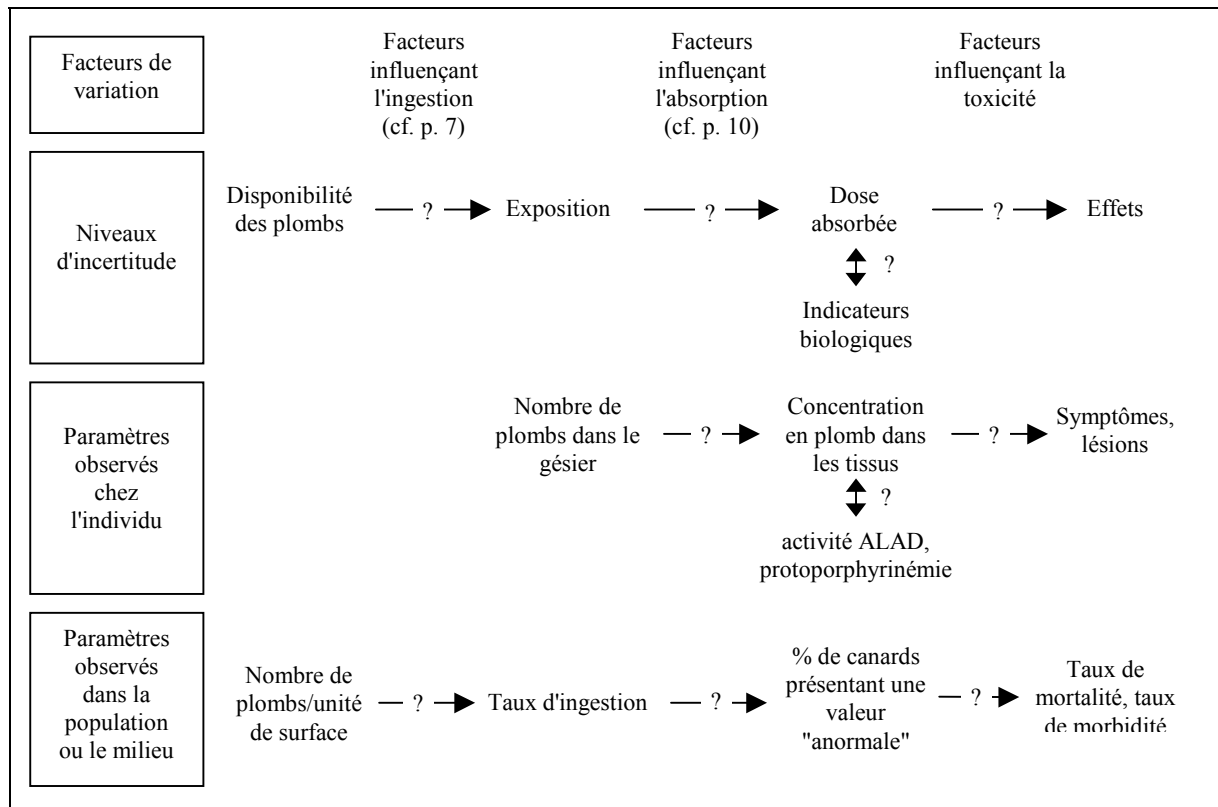 Facteurs de
variation
Facteurs
influençant
l'ingestion
(cf. p. 7)
Facteurs
influençant
l'absorption
(cf. p. 10)
Facteurs
influençant la
toxicité
Niveaux
d'incertitude
Disponibilité
des plombs
?
Exposition
?
Dose
absorbée
?
Effets
?
Indicateurs
biologiques
Paramètres
observés
chez
l'individu
Nombre de
plombs dans le
gésier
?
Concentration
en plomb dans
les tissus
?
Symptômes,
lésions
?
activité ALAD,
protoporphyrinémie
Paramètres
observés
dans la
population
ou le milieu
Nombre de
plombs/unité
de surface
?
Taux d'ingestion
?
% de canards
présentant une
valeur
"anormale"
?
Taux de
mortalité, taux
de morbidité